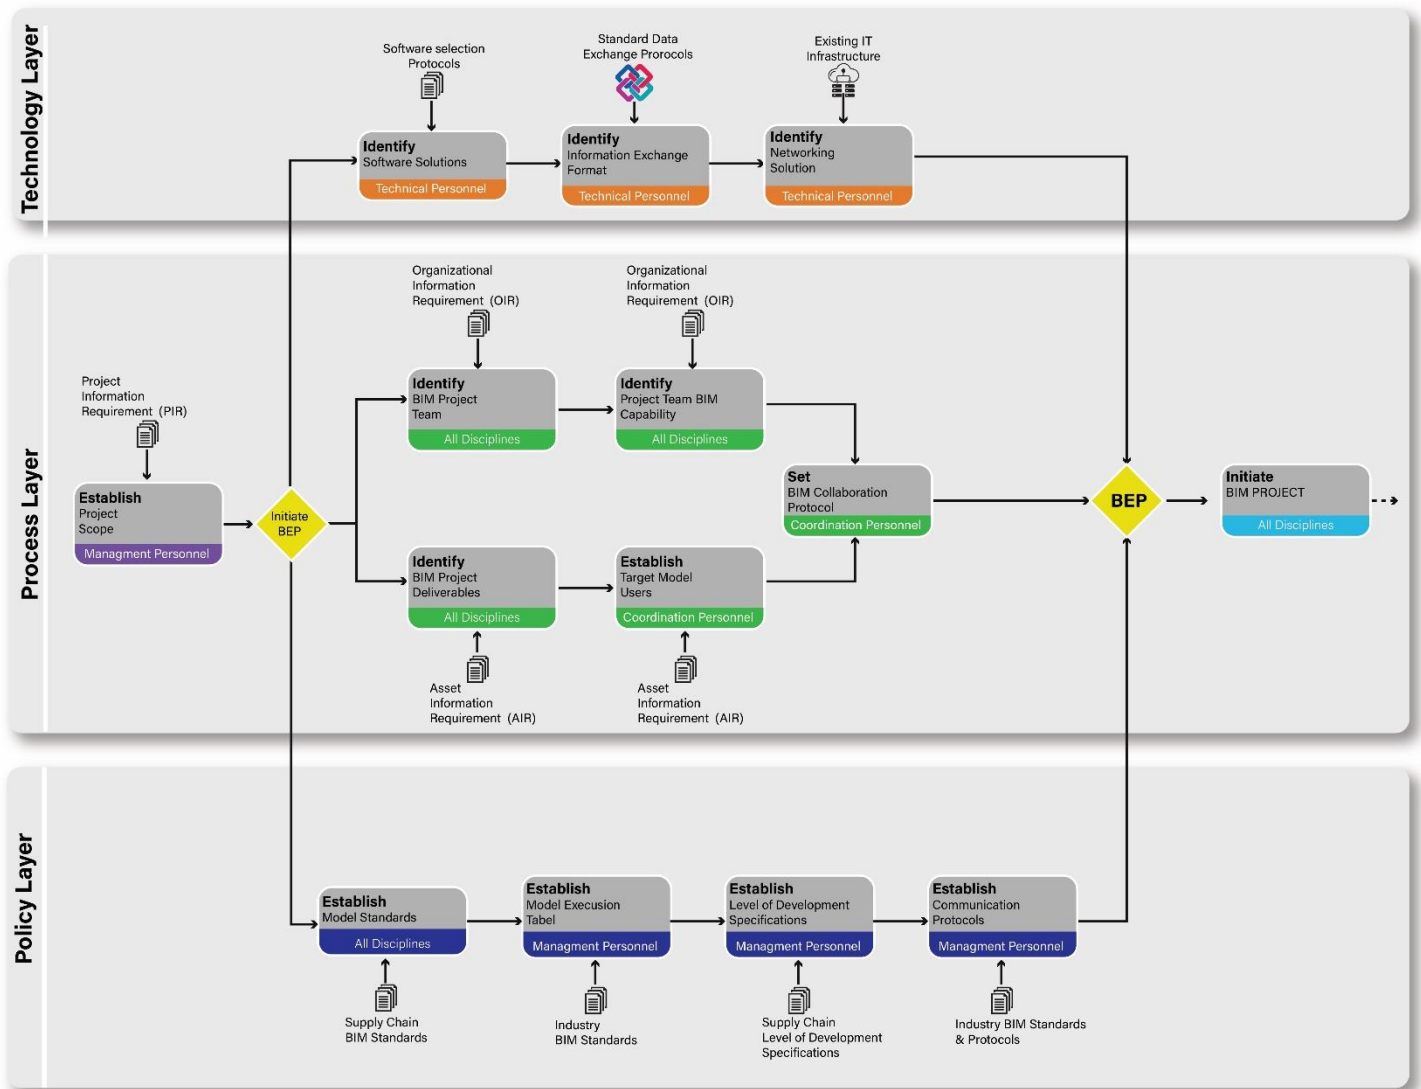 Technology Layer
Software selection
Protocols
Standard Data
Exchange Prorocols
Existing IT
Infrastructure
Identify
Software Solutions
Technical Personnel
Identify
Information Exchange
Format
Technical Personnel
Identify
Networking
Solution
Technical Personnel
Process Layer
Organizational
Information
Requirement (OIR)
Organizational
Information
Requirement (OIR)
Project
Information
Requirement (PIR)
Identify
BIM Project
Team
All Disciplines
Identify
Project Team BIM
Capability
All Disciplines
Establish
Project
Scope
Managment Personnel
Initiate
BEP
Set
BIM Collaboration
Protocol
Coordination Personnel
BEP
Initiate
BIM PROJECT
All Disciplines
Identify
BIM Project
Deliverables
All Disciplines
Establish
Target Model
Users
Coordination Personnel
Asset
Information
Requirement (AIR)
Asset
Information
Requirement (AIR)
Policy Layer
Establish
Model Standards
All Disciplines
Establish
Model Execution
Tabel
Managment Personnel
Establish
Level of Development
Specifications
Managment Personnel
Establish
Communication
Protocols
Managment Personnel
Supply Chain
BIM Standards
Industry
BIM Standards
Supply Chain
Level of Development
Specifications
Industry BIM Standards
& Protocols